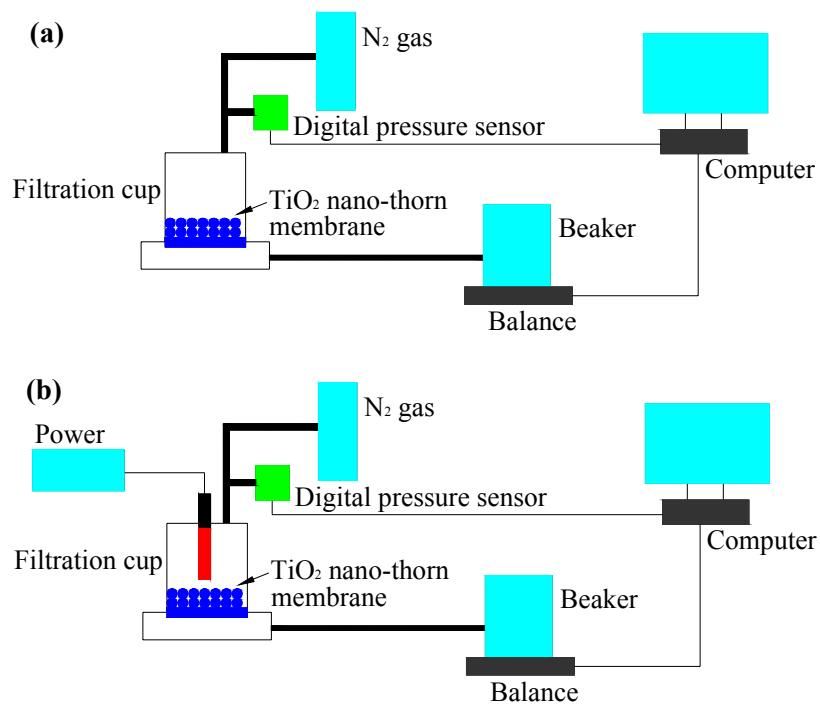 (a)
N₂ gas
Digital pressure sensor
Computer
Filtration cup
TiO₂ nano-thorn
membrane
Beaker
Balance
(b)
N₂ gas
Power
Digital pressure sensor
Computer
Filtration cup
TiO₂ nano-thorn
membrane
Beaker
Balance